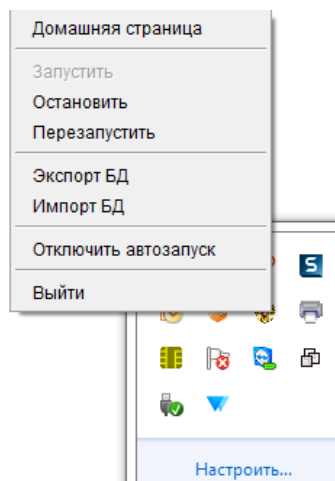 Домашняя страница
Запустить
Остановить
Перезапустить
Экспорт БД
Импорт БД
Отключить автозапуск
Выйти
Настроить...